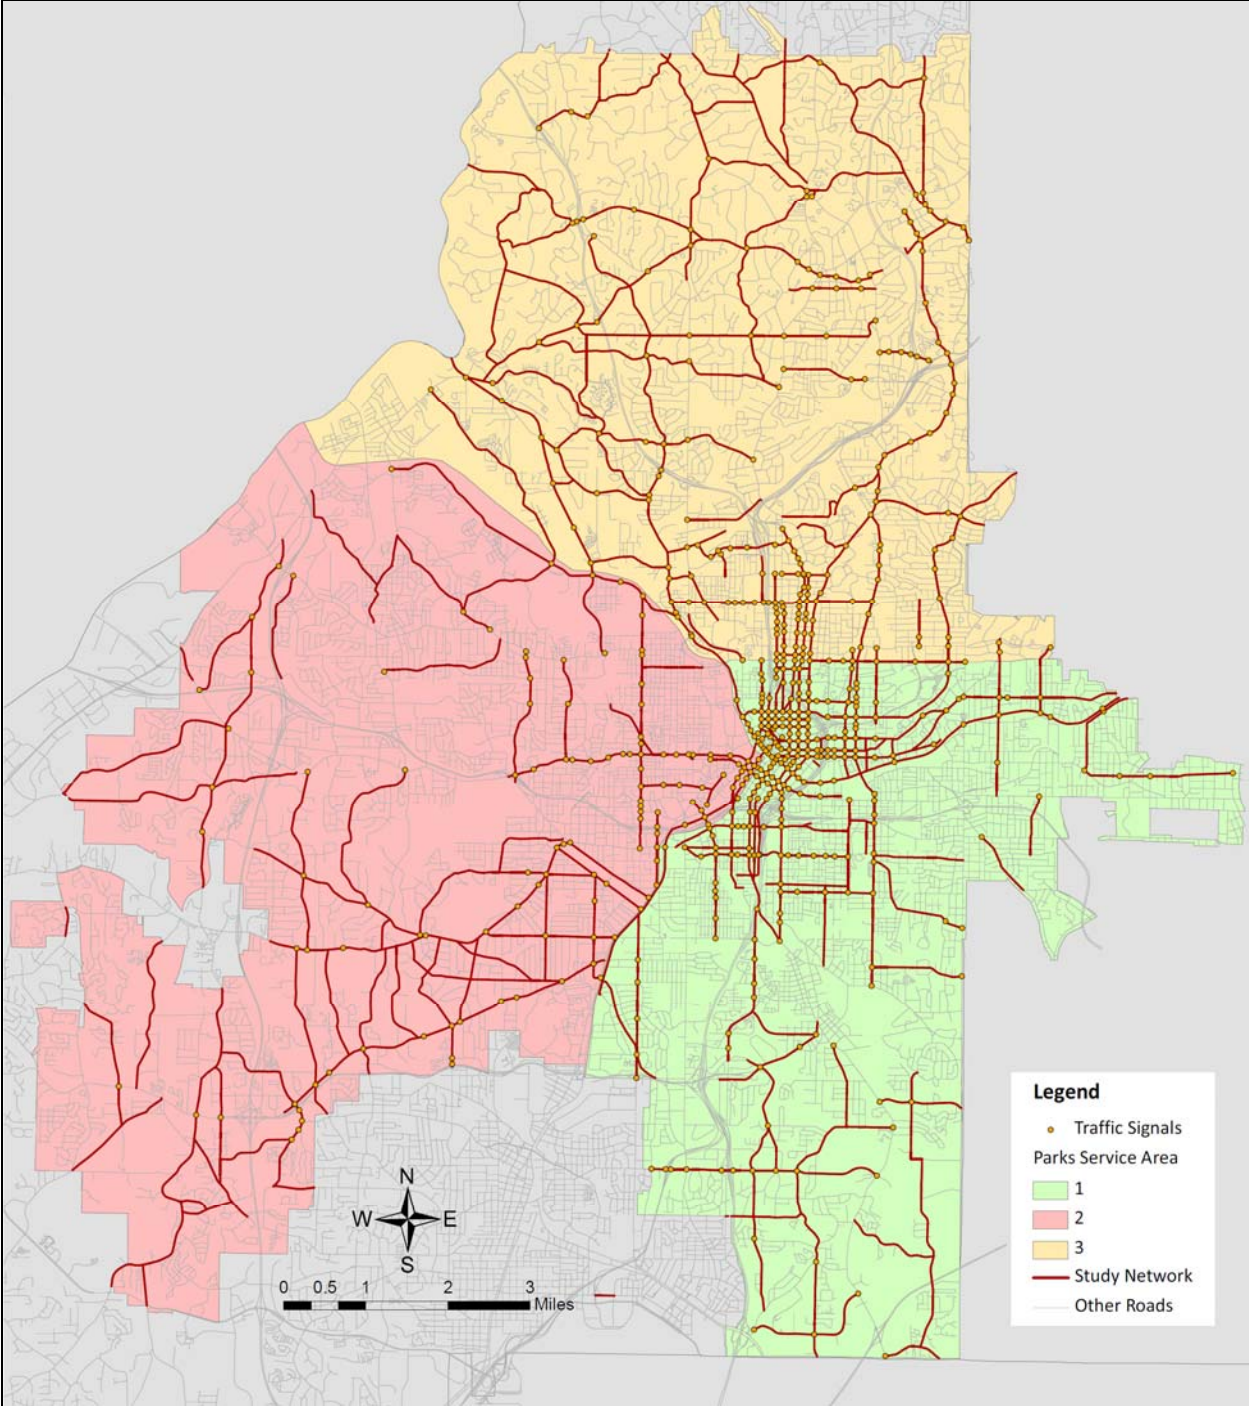 Legend
Traffic Signals
Parks Service Area
1
2
3
Study Network
Other Roads
N
W E
S
0 0.5 1 2 3
Miles